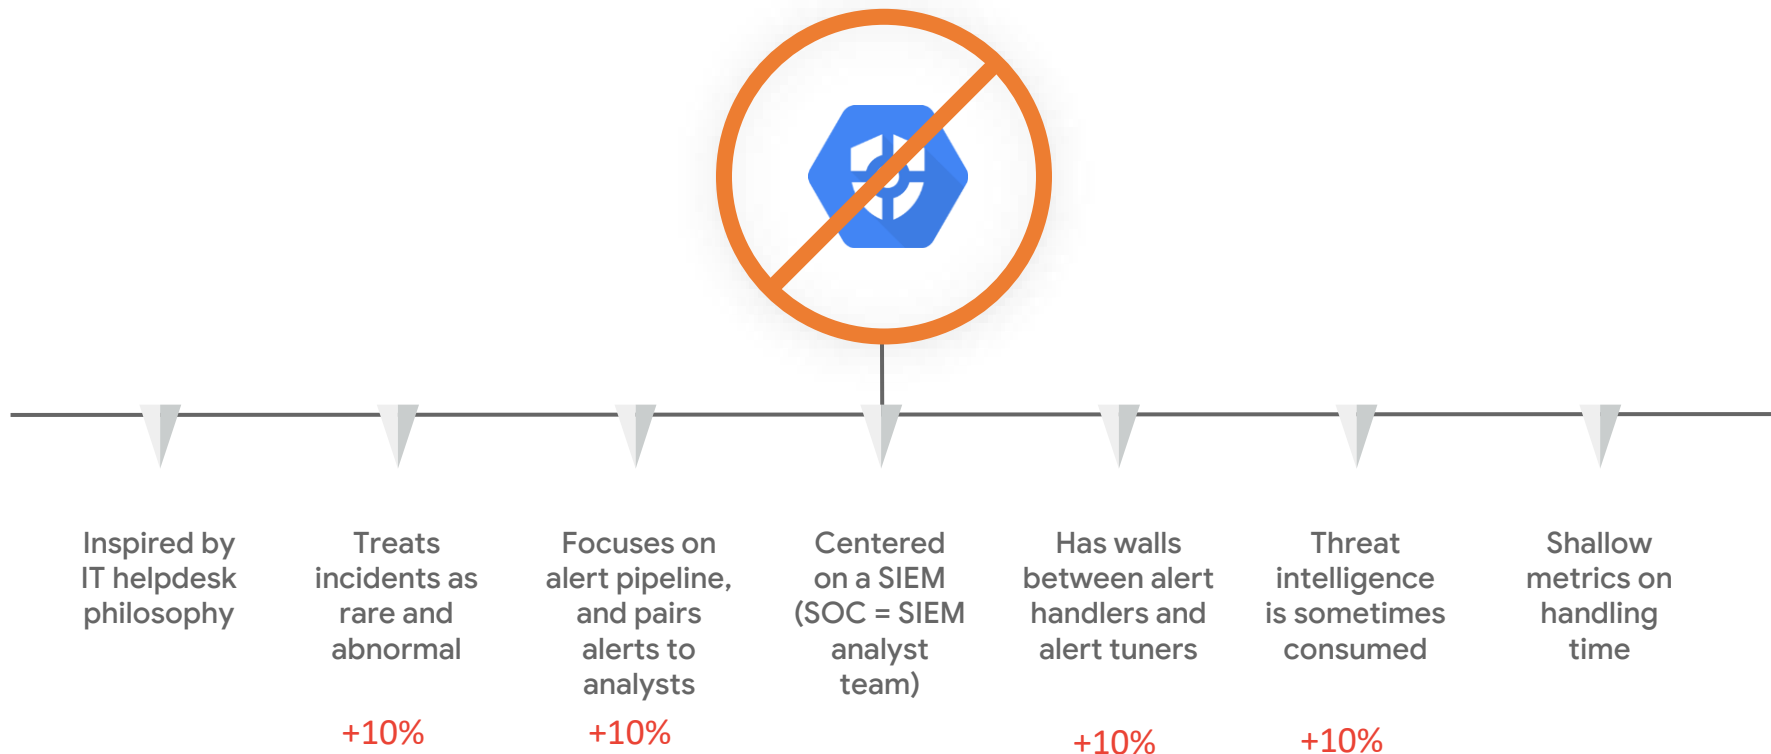 Inspired by
IT helpdesk
philosophy
Treats
incidents as
rare and
abnormal
+10%
Focuses on
alert pipeline,
and pairs
alerts to
analysts
+10%
Centered
on a SIEM
(SOC = SIEM
analyst
team)
Has walls
between alert
handlers and
alert tuners
+10%
Threat
intelligence
is sometimes
consumed
+10%
Shallow
metrics on
handling
time